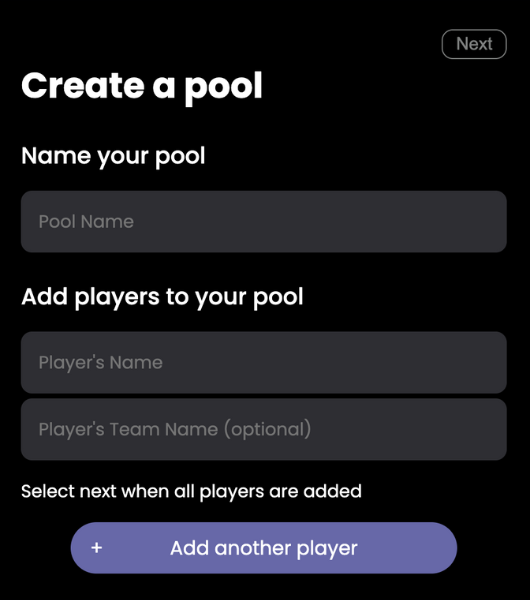 Next
Create a pool
Name your pool
Pool Name
Add players to your pool
Player's Name
Player's Team Name (optional)
Select next when all players are added
+ Add another player